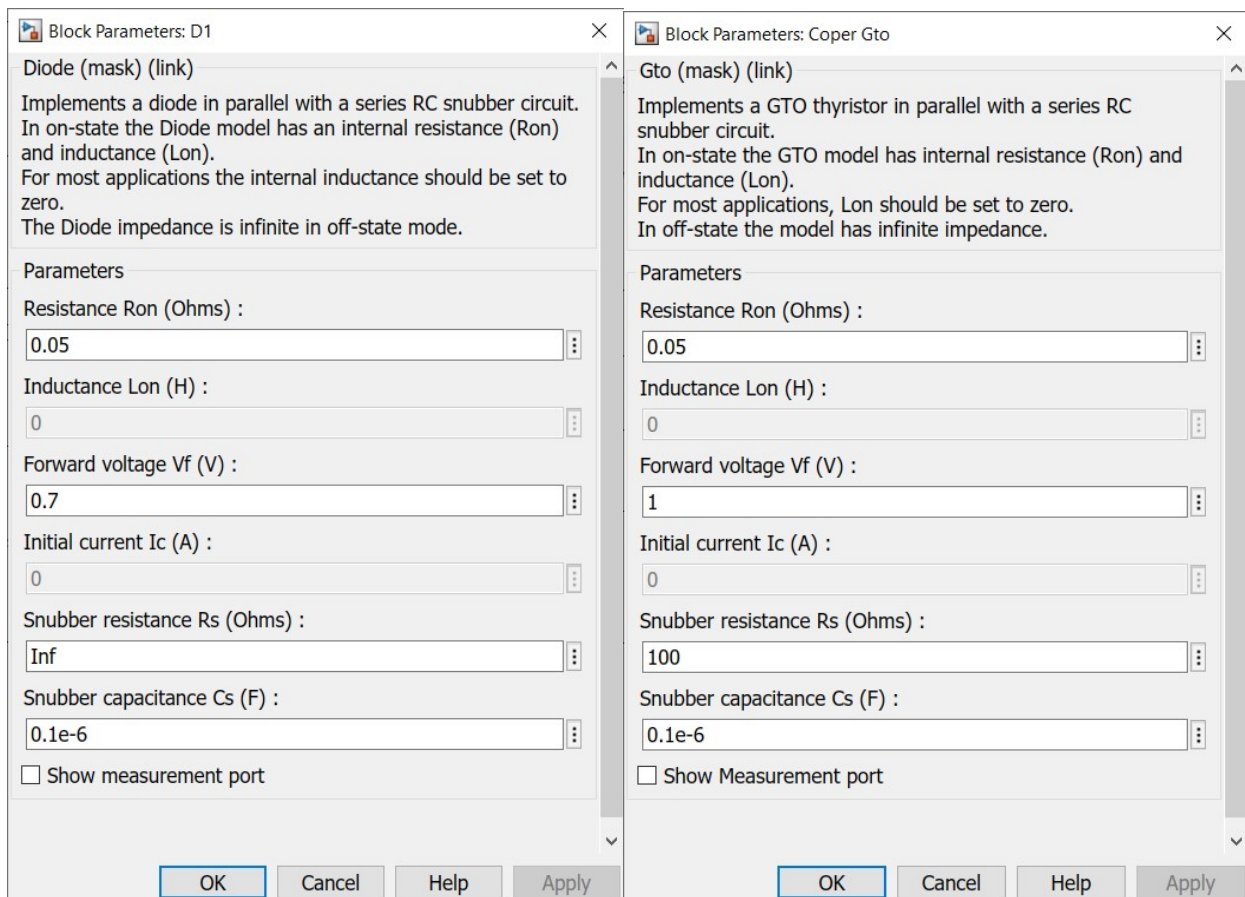 Block Parameters: D1
Diode (mask) (link)
Implements a diode in parallel with a series RC snubber circuit.
In on-state the Diode model has an internal resistance (Ron)
and inductance (Lon).
For most applications the internal inductance should be set to
zero.
The Diode impedance is infinite in off-state mode.
Parameters
Resistance Ron (Ohms) :
0.05
Inductance Lon (H) :
0
Forward voltage Vf (V) :
0.7
Initial current Ic (A) :
0
Snubber resistance Rs (Ohms) :
Inf
Snubber capacitance Cs (F) :
0.1e-6
Show measurement port
OK Cancel Help Apply
Block Parameters: Coper Gto
Gto (mask) (link)
Implements a GTO thyristor in parallel with a series RC
snubber circuit.
In on-state the GTO model has internal resistance (Ron) and
inductance (Lon).
For most applications, Lon should be set to zero.
In off-state the model has infinite impedance.
Parameters
Resistance Ron (Ohms) :
0.05
Inductance Lon (H) :
0
Forward voltage Vf (V) :
1
Initial current Ic (A) :
0
Snubber resistance Rs (Ohms) :
100
Snubber capacitance Cs (F) :
0.1e-6
Show Measurement port
OK Cancel Help Apply